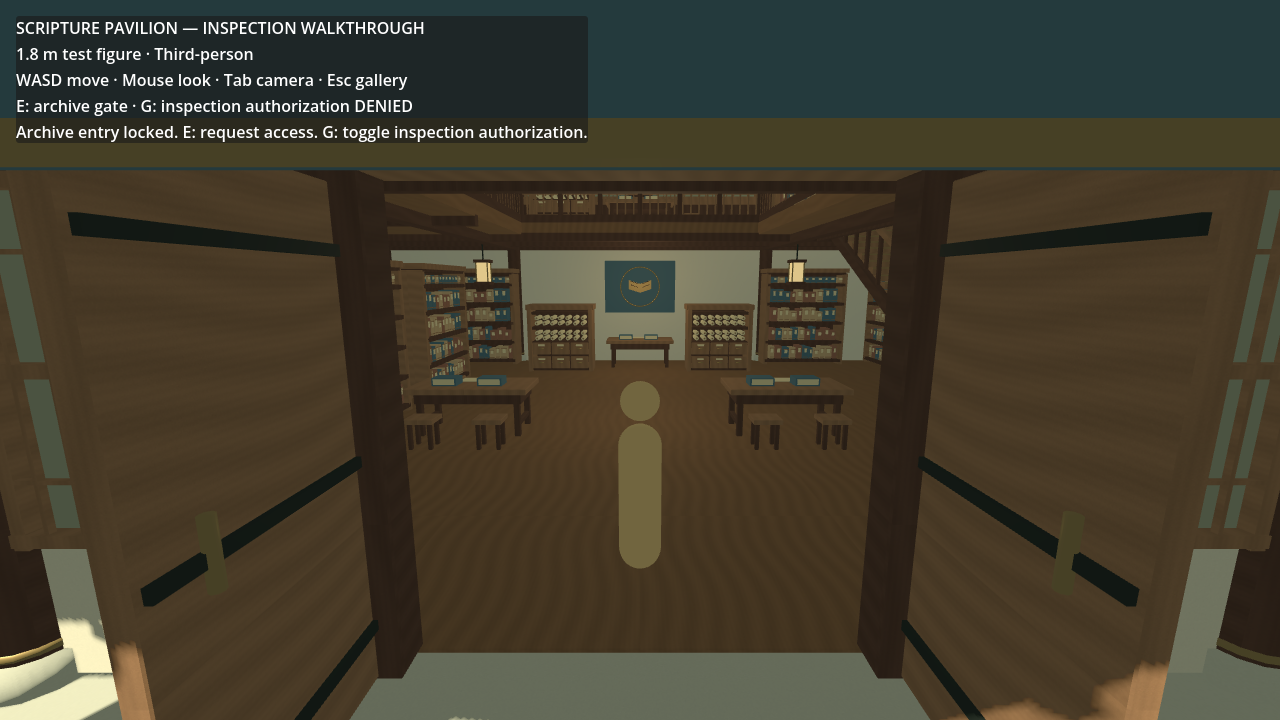 SCRIPTURE PAVILION — INSPECTION WALKTHROUGH
1.8 m test figure · Third-person
WASD move · Mouse look · Tab camera · Esc gallery
E: archive gate · G: inspection authorization DENIED
Archive entry locked. E: request access. G: toggle inspection authorization.